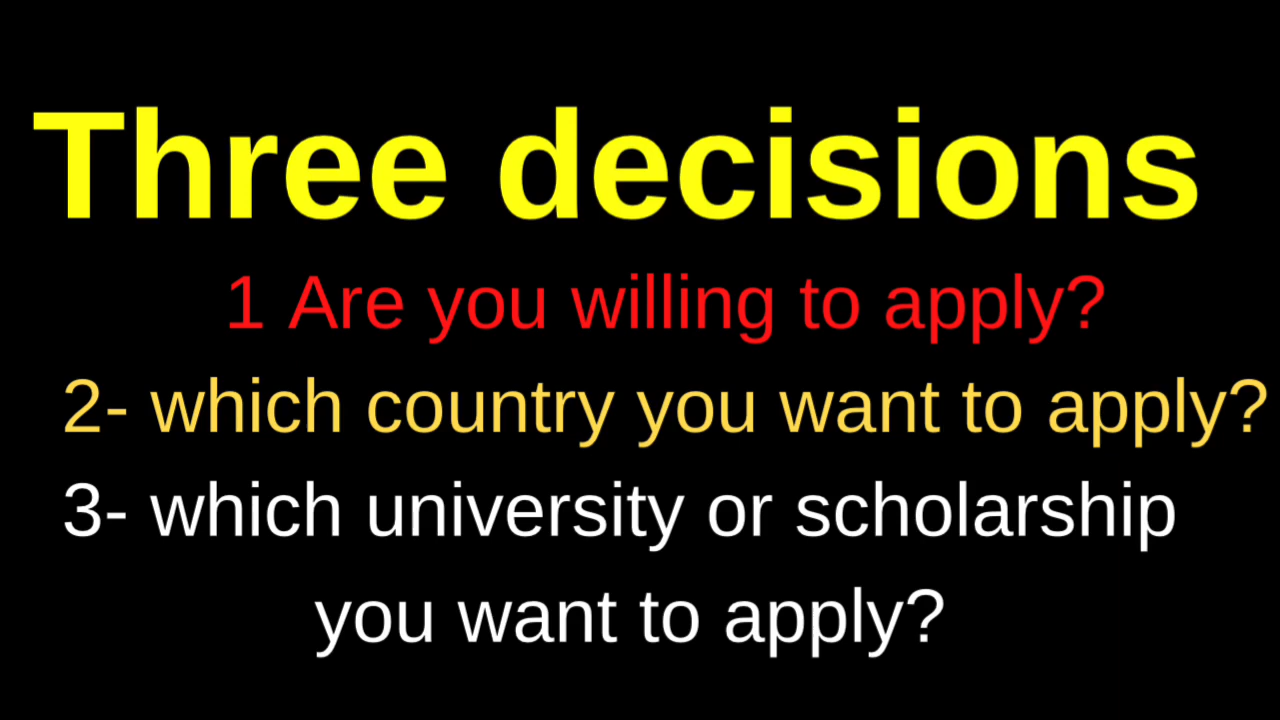 Three decisions
1 Are you willing to apply?
2- which country you want to apply?
3- which university or scholarship
you want to apply?